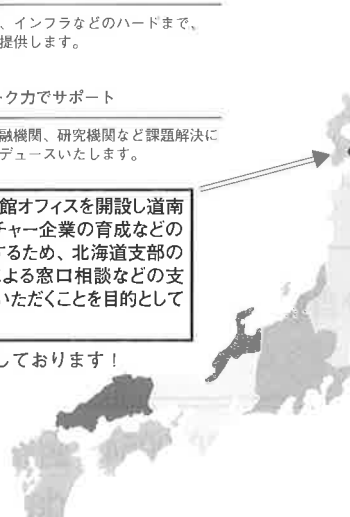 、インフラなどのハードまで、
提供します。
ーク力でサポート
融機関、研究機関など課題解決に
デュースいたします。
館オフィスを開設し道南
チャー企業の育成などの
するため、北海道支部の
による窓口相談などの支
いただくことを目的として
しております！